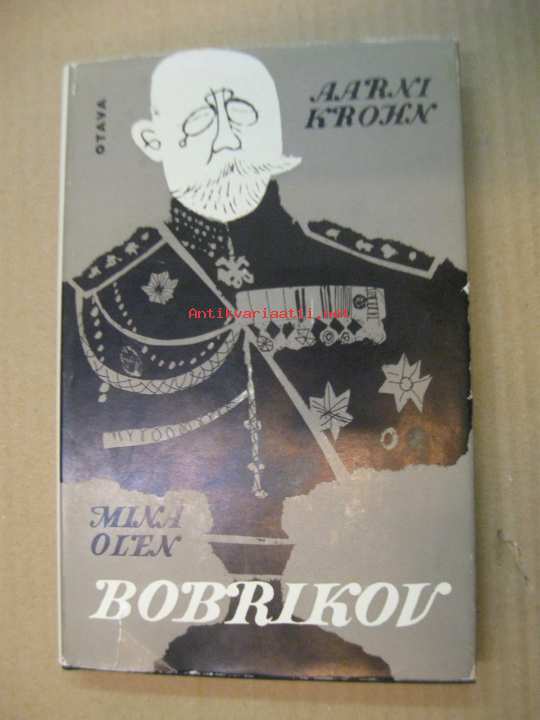 OTAVA
AARNI
KROHN
Antikvariaatti.net
MINÄ
OLEN
BOBRIKOV